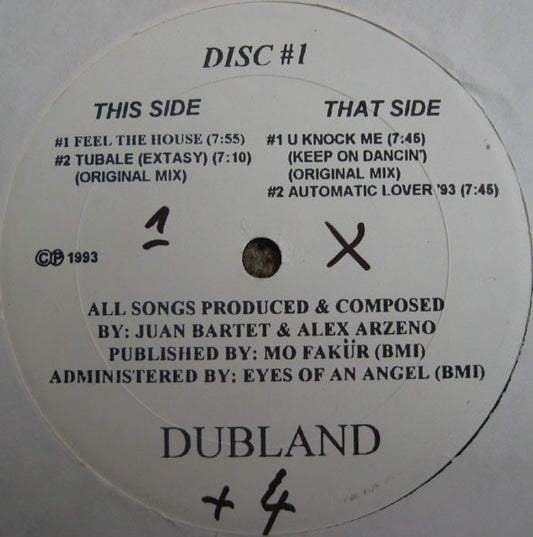 DISC #1
THIS SIDE
#1 FEEL THE HOUSE (7:55)
#2 TUBALE (EXTASY) (7:10)
(ORIGINAL MIX)
THAT SIDE
#1 U KNOCK ME (7:45)
(KEEP ON DANCIN')
(ORIGINAL MIX)
#2 AUTOMATIC LOVER '93 (7:45)
1
X
©℗ 1993
ALL SONGS PRODUCED & COMPOSED
BY: JUAN BARTET & ALEX ARZENO
PUBLISHED BY: MO FAKÜR (BMI)
ADMINISTERED BY: EYES OF AN ANGEL (BMI)
DUBLAND
+ 4